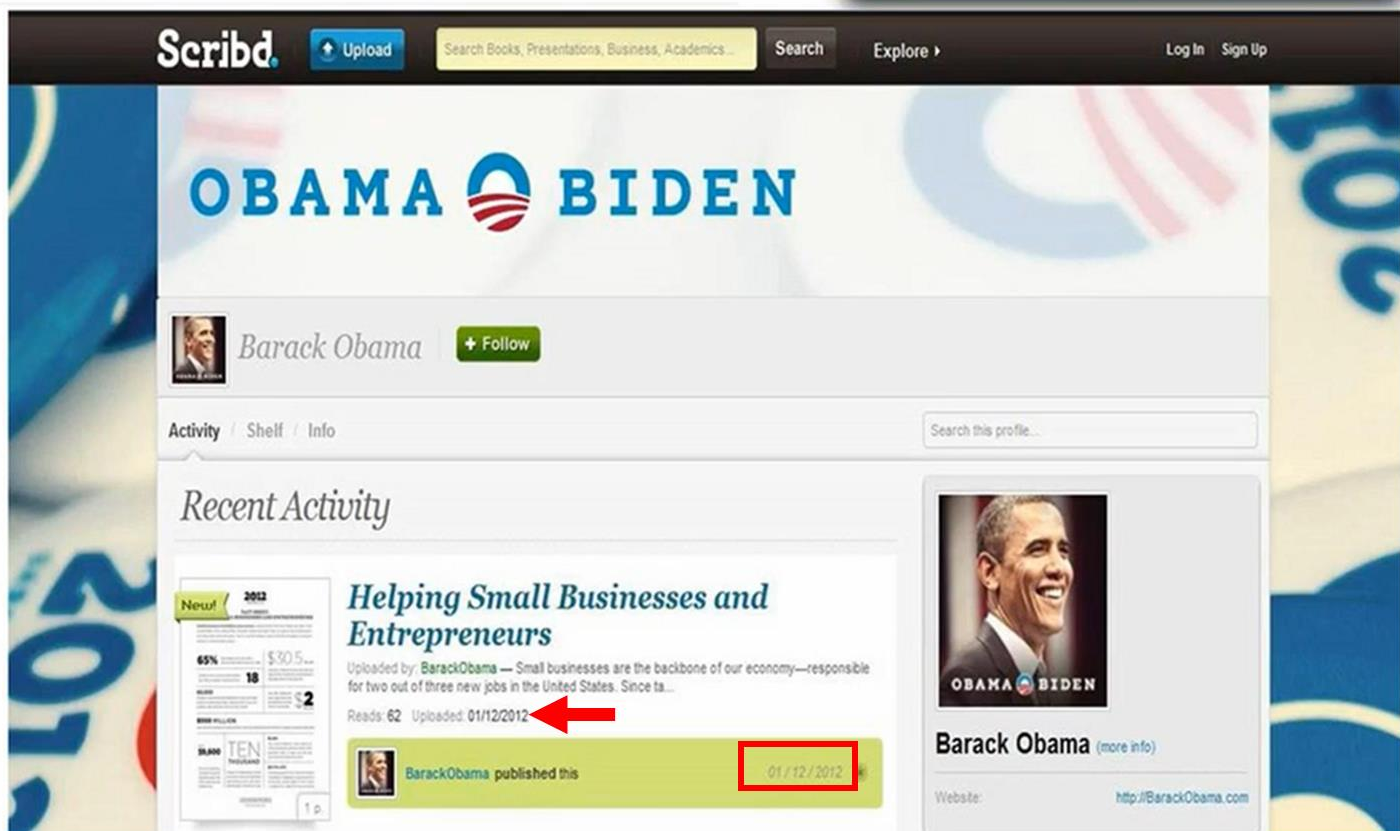 Scribd. Upload Search Books, Presentations, Business, Academics... Search Explore Log In Sign Up
OBAMA BIDEN
Barack Obama + Follow
Activity / Shelf / Info Search this profile...
Recent Activity
New!
2012
65% $30.5
18
$2
TEN
THOUSAND
1 p.
Helping Small Businesses and
Entrepreneurs
Uploaded by: BarackObama — Small businesses are the backbone of our economy—responsible
for two out of three new jobs in the United States. Since ta...
Reads: 62 Uploaded: 01/12/2012
BarackObama published this 01/12/2012
OBAMA BIDEN
Barack Obama (more info)
Website: http://BarackObama.com
2012